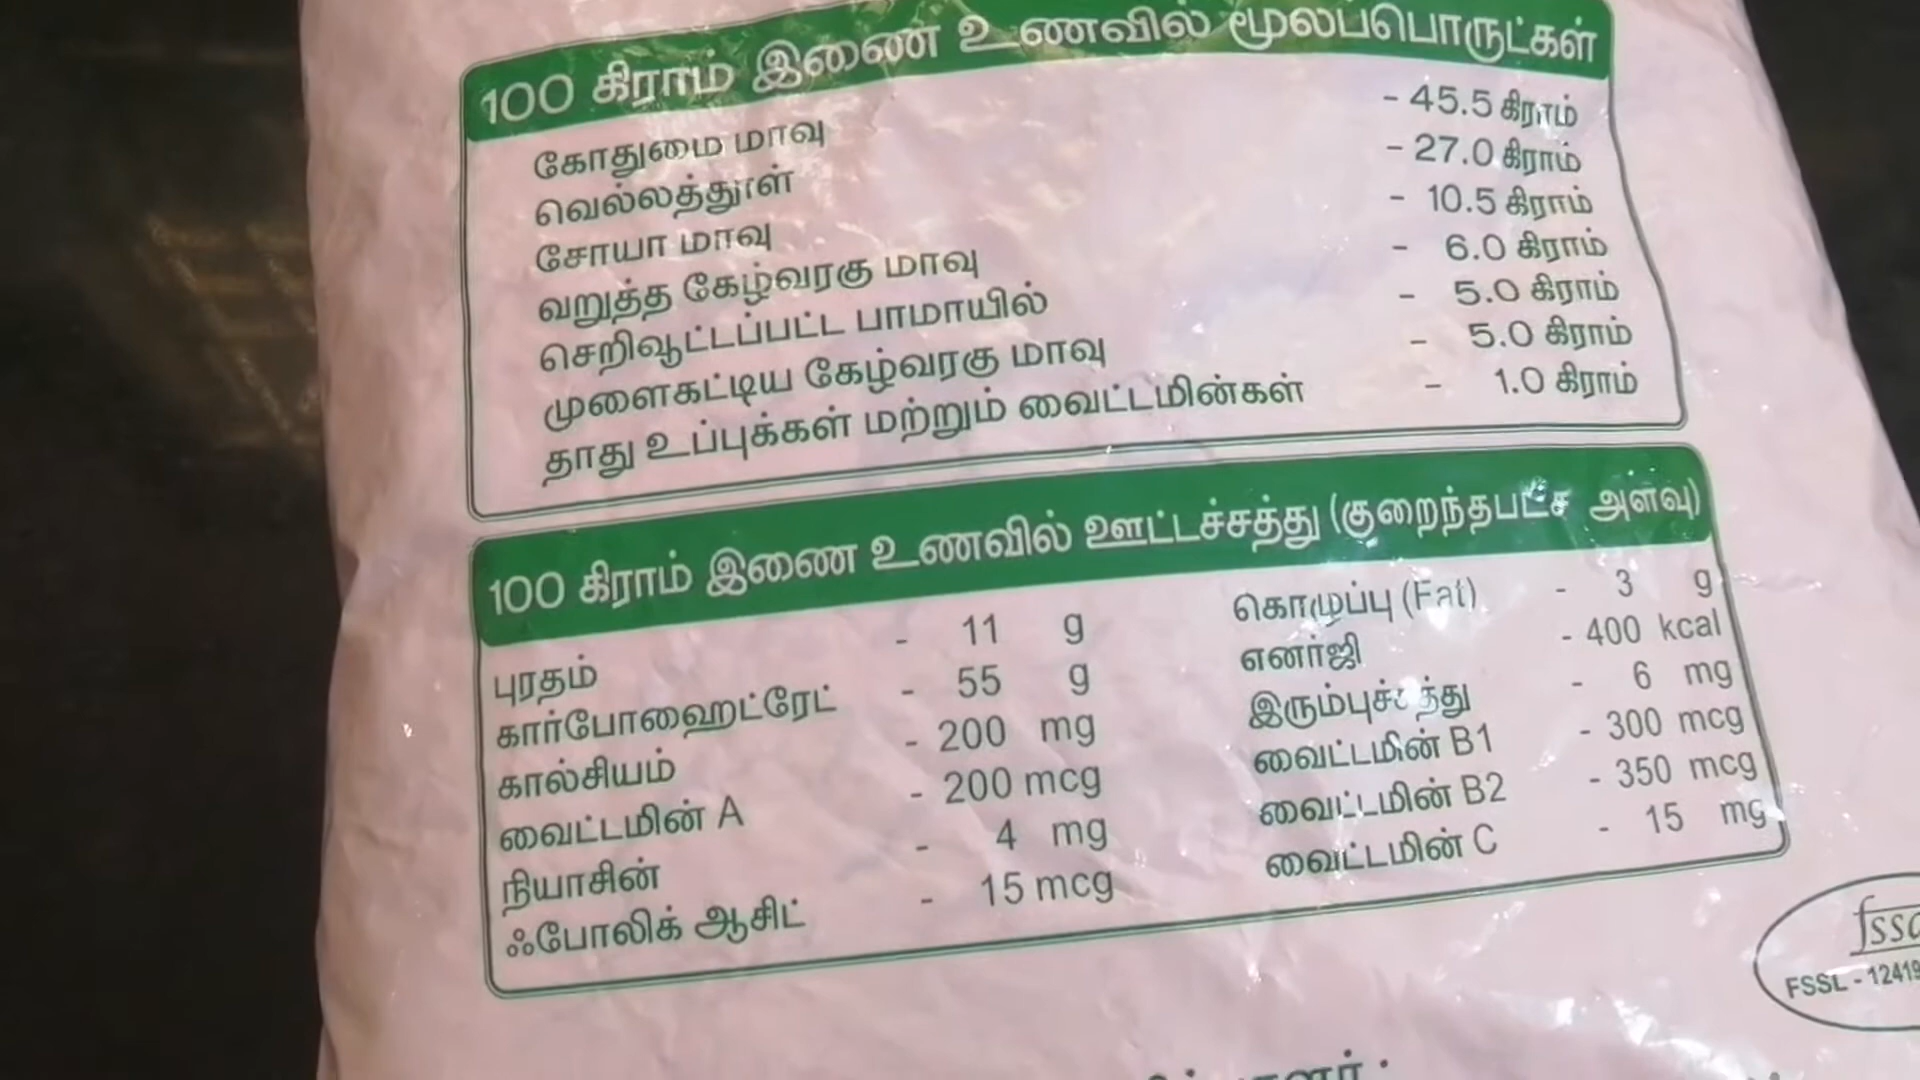 100 கிராம் இணை உணவில் மூலப்பொருட்கள்
கோதுமை மாவு - 45.5 கிராம்
வெல்லத்தூள் - 27.0 கிராம்
சோயா மாவு - 10.5 கிராம்
வறுத்த கேழ்வரகு மாவு - 6.0 கிராம்
செறிவூட்டப்பட்ட பாமாயில் - 5.0 கிராம்
முளைகட்டிய கேழ்வரகு மாவு - 5.0 கிராம்
தாது உப்புக்கள் மற்றும் வைட்டமின்கள் - 1.0 கிராம்
100 கிராம் இணை உணவில் ஊட்டச்சத்து (குறைந்தபட்ச அளவு)
புரதம் - 11 g கொழுப்பு (Fat) - 3 g
கார்போஹைட்ரேட் - 55 g எனர்ஜி - 400 kcal
கால்சியம் - 200 mg இரும்புச்சத்து - 6 mg
வைட்டமின் A - 200 mcg வைட்டமின் B1 - 300 mcg
நியாசின் - 4 mg வைட்டமின் B2 - 350 mcg
ஃபோலிக் ஆசிட் - 15 mcg வைட்டமின் C - 15 mg
FSSL - 12419